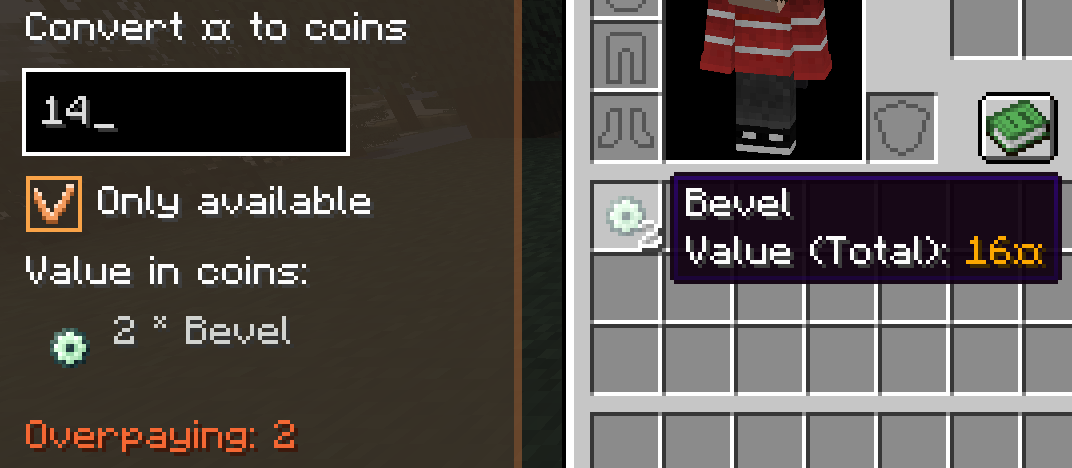 Convert ¤ to coins
14_
Only available
Value in coins:
2 * Bevel
Overpaying: 2
Bevel
Value (Total): 16¤
2